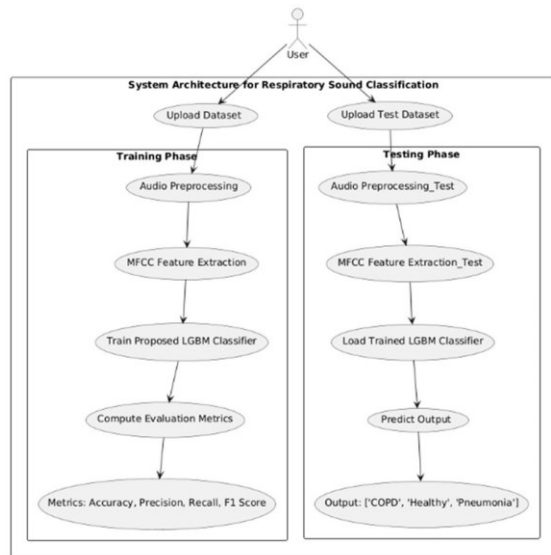 User
System Architecture for Respiratory Sound Classification
Upload Dataset
Upload Test Dataset
Training Phase
Audio Preprocessing
MFCC Feature Extraction
Train Proposed LGBM Classifier
Compute Evaluation Metrics
Metrics: Accuracy, Precision, Recall, F1 Score
Testing Phase
Audio Preprocessing_Test
MFCC Feature Extraction_Test
Load Trained LGBM Classifier
Predict Output
Output: ['COPD', 'Healthy', 'Pneumonia']